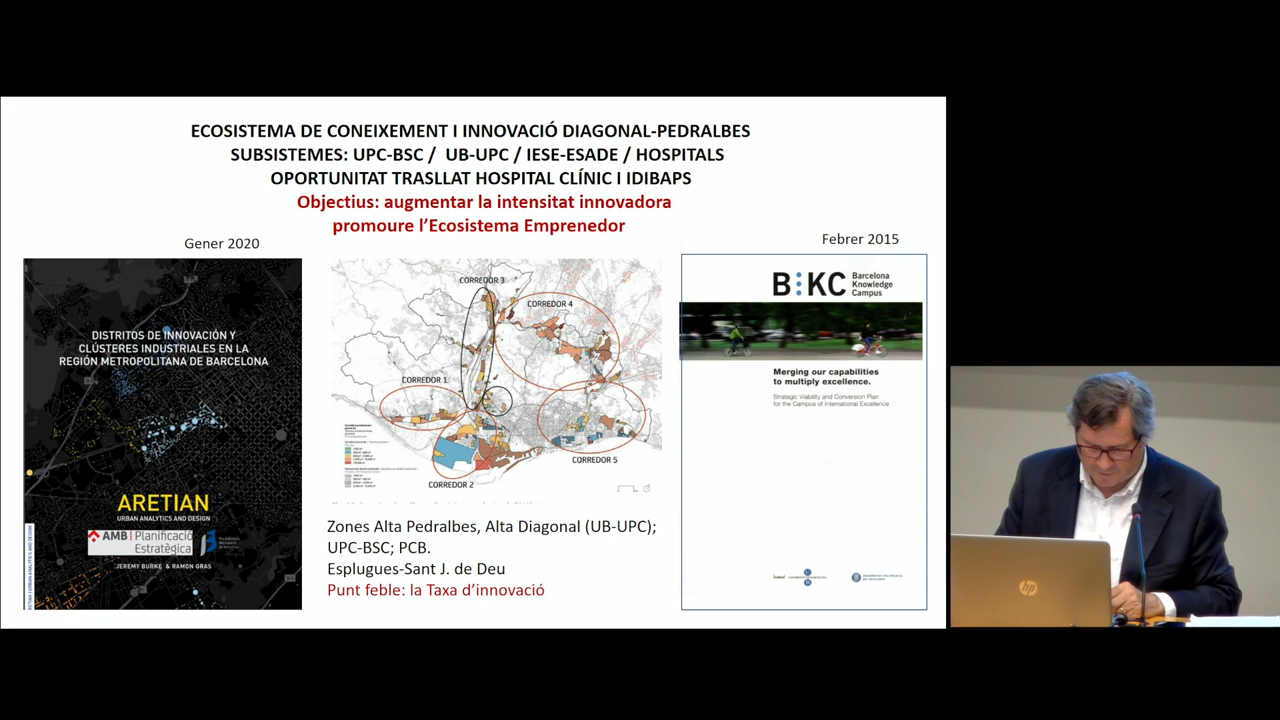 ECOSISTEMA DE CONEIXEMENT I INNOVACIÓ DIAGONAL-PEDRALBES
SUBSISTEMES: UPC-BSC / UB-UPC / IESE-ESADE / HOSPITALS
OPORTUNITAT TRASLLAT HOSPITAL CLÍNIC I IDIBAPS
Objectius: augmentar la intensitat innovadora
promoure l'Ecosistema Emprenedor
Gener 2020
DISTRITOS DE INNOVACIÓN Y
CLÚSTERES INDUSTRIALES EN LA
REGIÓN METROPOLITANA DE BARCELONA
ARETIAN
URBAN ANALYTICS AND DESIGN
AMB Planificació
Estratègica
JEREMY BURKE & RAMON GRAS
CORREDOR 3
CORREDOR 4
CORREDOR 1
CORREDOR 5
CORREDOR 2
Zones Alta Pedralbes, Alta Diagonal (UB-UPC);
UPC-BSC; PCB.
Esplugues-Sant J. de Deu
Punt feble: la Taxa d'innovació
Febrer 2015
B:KC Barcelona
Knowledge
Campus
Merging our capabilities
to multiply excellence.
Strategic Viability and Conversion Plan
for the Campus of International Excellence
hp